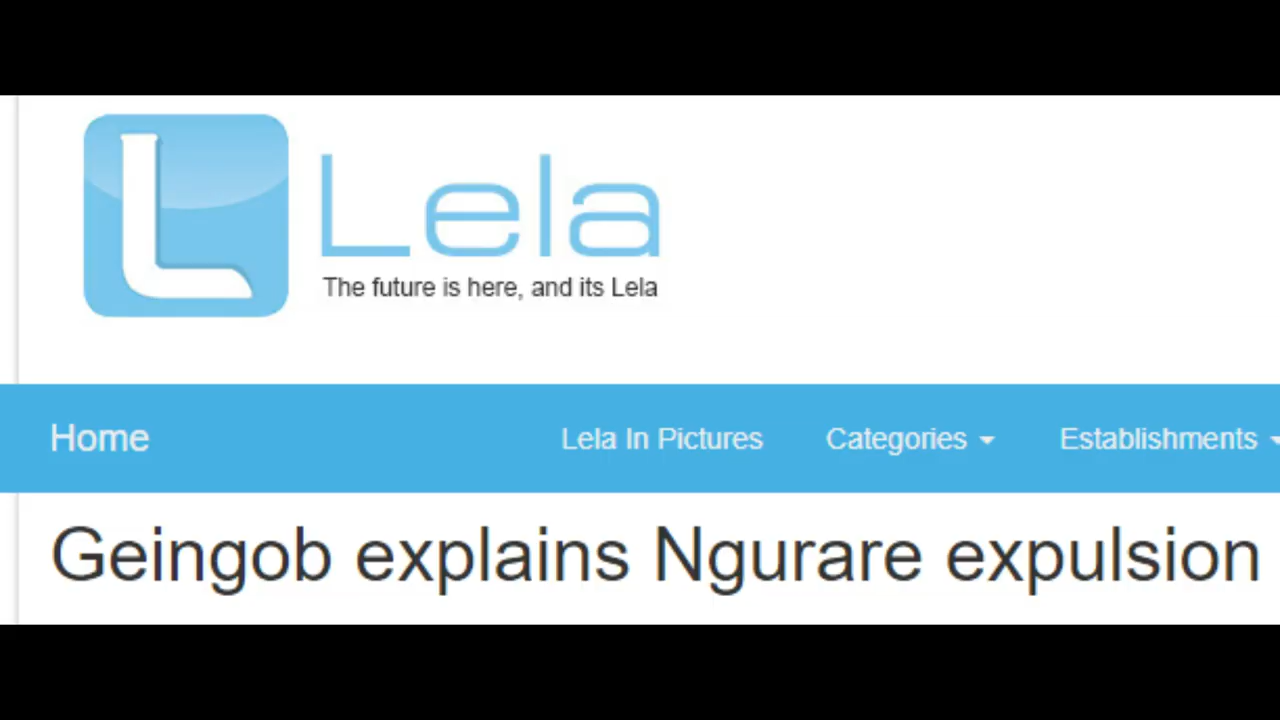 Lela
The future is here, and its Lela
Home Lela In Pictures Categories Establishments
Geingob explains Ngurare expulsion